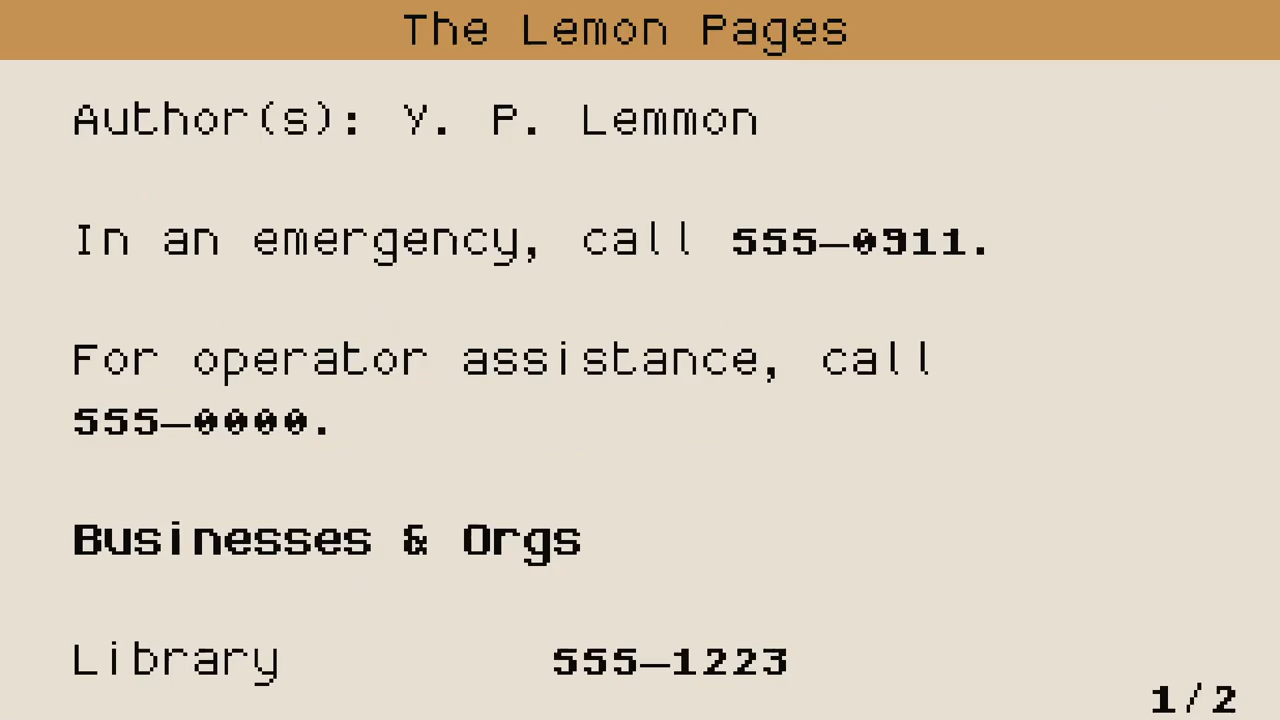 The Lemon Pages
Author(s): Y. P. Lemmon
In an emergency, call 555–0911.
For operator assistance, call
555–0000.
Businesses & Orgs
Library 555–1223
1/2